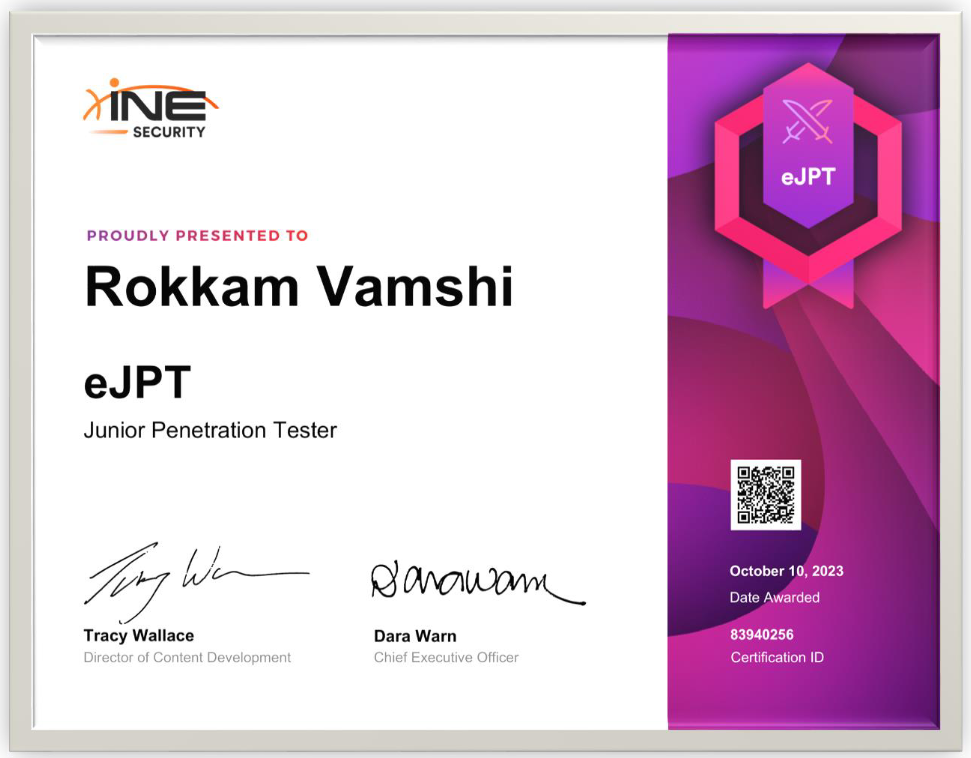 INE
SECURITY
PROUDLY PRESENTED TO
Rokkam Vamshi
eJPT
Junior Penetration Tester
Tracy Wallace
Director of Content Development
Dara Warn
Chief Executive Officer
eJPT
October 10, 2023
Date Awarded
83940256
Certification ID